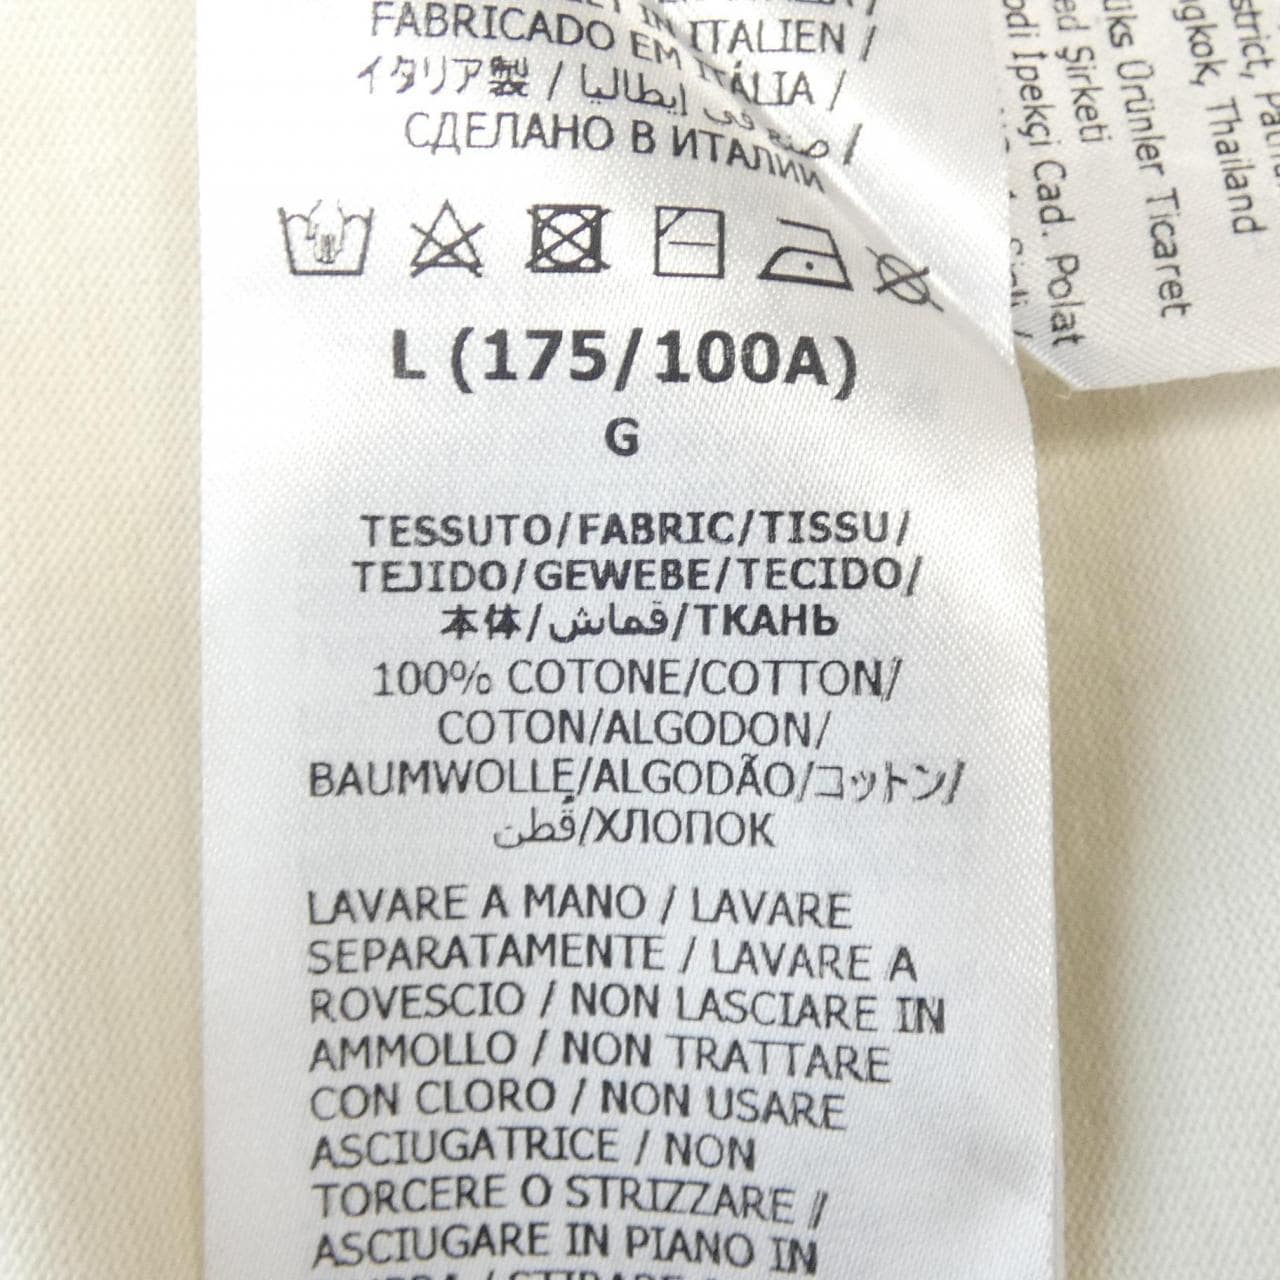 FABRICADO EM ITALIEN /
イタリア製 / صنع في إيطاليا ITÁLIA /
СДЕЛАНО В ИТАЛИИ /
L (175/100A)
G
TESSUTO/FABRIC/TISSU/
TEJIDO/GEWEBE/TECIDO/
本体/قماش/ТКАНЬ
100% COTONE/COTTON/
COTON/ALGODON/
BAUMWOLLE/ALGODÃO/コットン/
قطن/ХЛОПОК
LAVARE A MANO / LAVARE
SEPARATAMENTE / LAVARE A
ROVESCIO / NON LASCIARE IN
AMMOLLO / NON TRATTARE
CON CLORO / NON USARE
ASCIUGATRICE / NON
TORCERE O STRIZZARE /
ASCIUGARE IN PIANO IN
Thailand
Ürünler Ticaret
Şirketi
İpekçi Cad. Polat